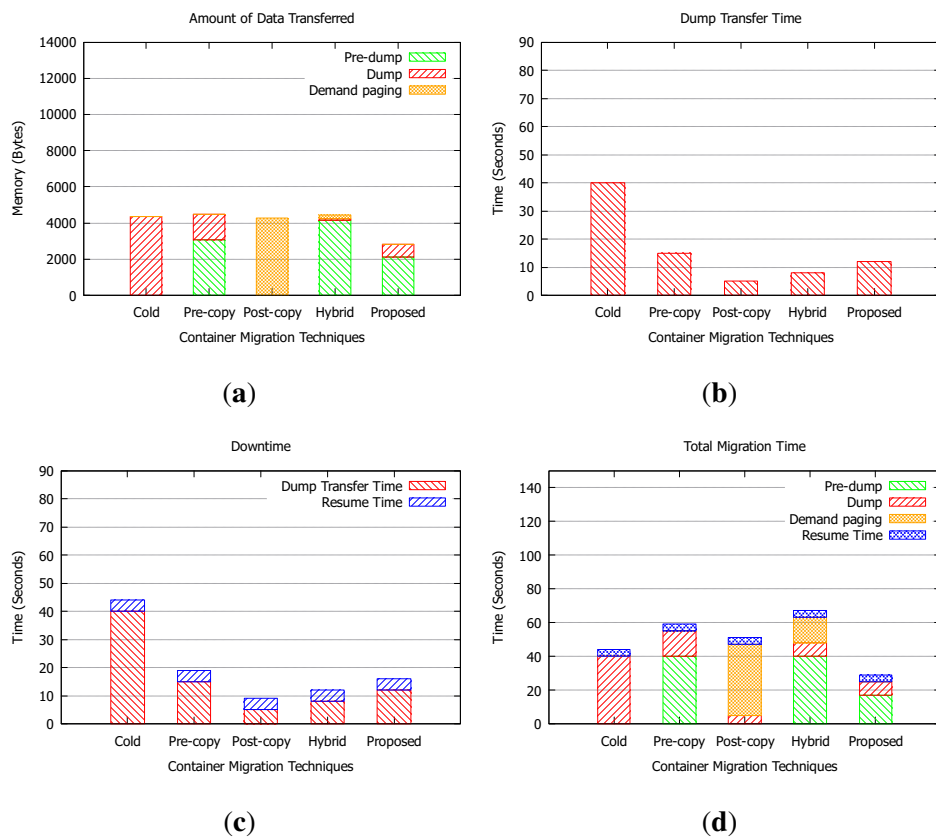 Amount of Data Transferred
14000
12000
10000
8000
6000
4000
2000
0
Memory (Bytes)
Pre-dump
Dump
Demand paging
Cold Pre-copy Post-copy Hybrid Proposed
Container Migration Techniques
(a)
Dump Transfer Time
90
80
70
60
50
40
30
20
10
0
Time (Seconds)
Cold Pre-copy Post-copy Hybrid Proposed
Container Migration Techniques
(b)
Downtime
90
80
70
60
50
40
30
20
10
0
Time (Seconds)
Dump Transfer Time
Resume Time
Cold Pre-copy Post-copy Hybrid Proposed
Container Migration Techniques
(c)
Total Migration Time
140
120
100
80
60
40
20
0
Time (Seconds)
Pre-dump
Dump
Demand paging
Resume Time
Cold Pre-copy Post-copy Hybrid Proposed
Container Migration Techniques
(d)